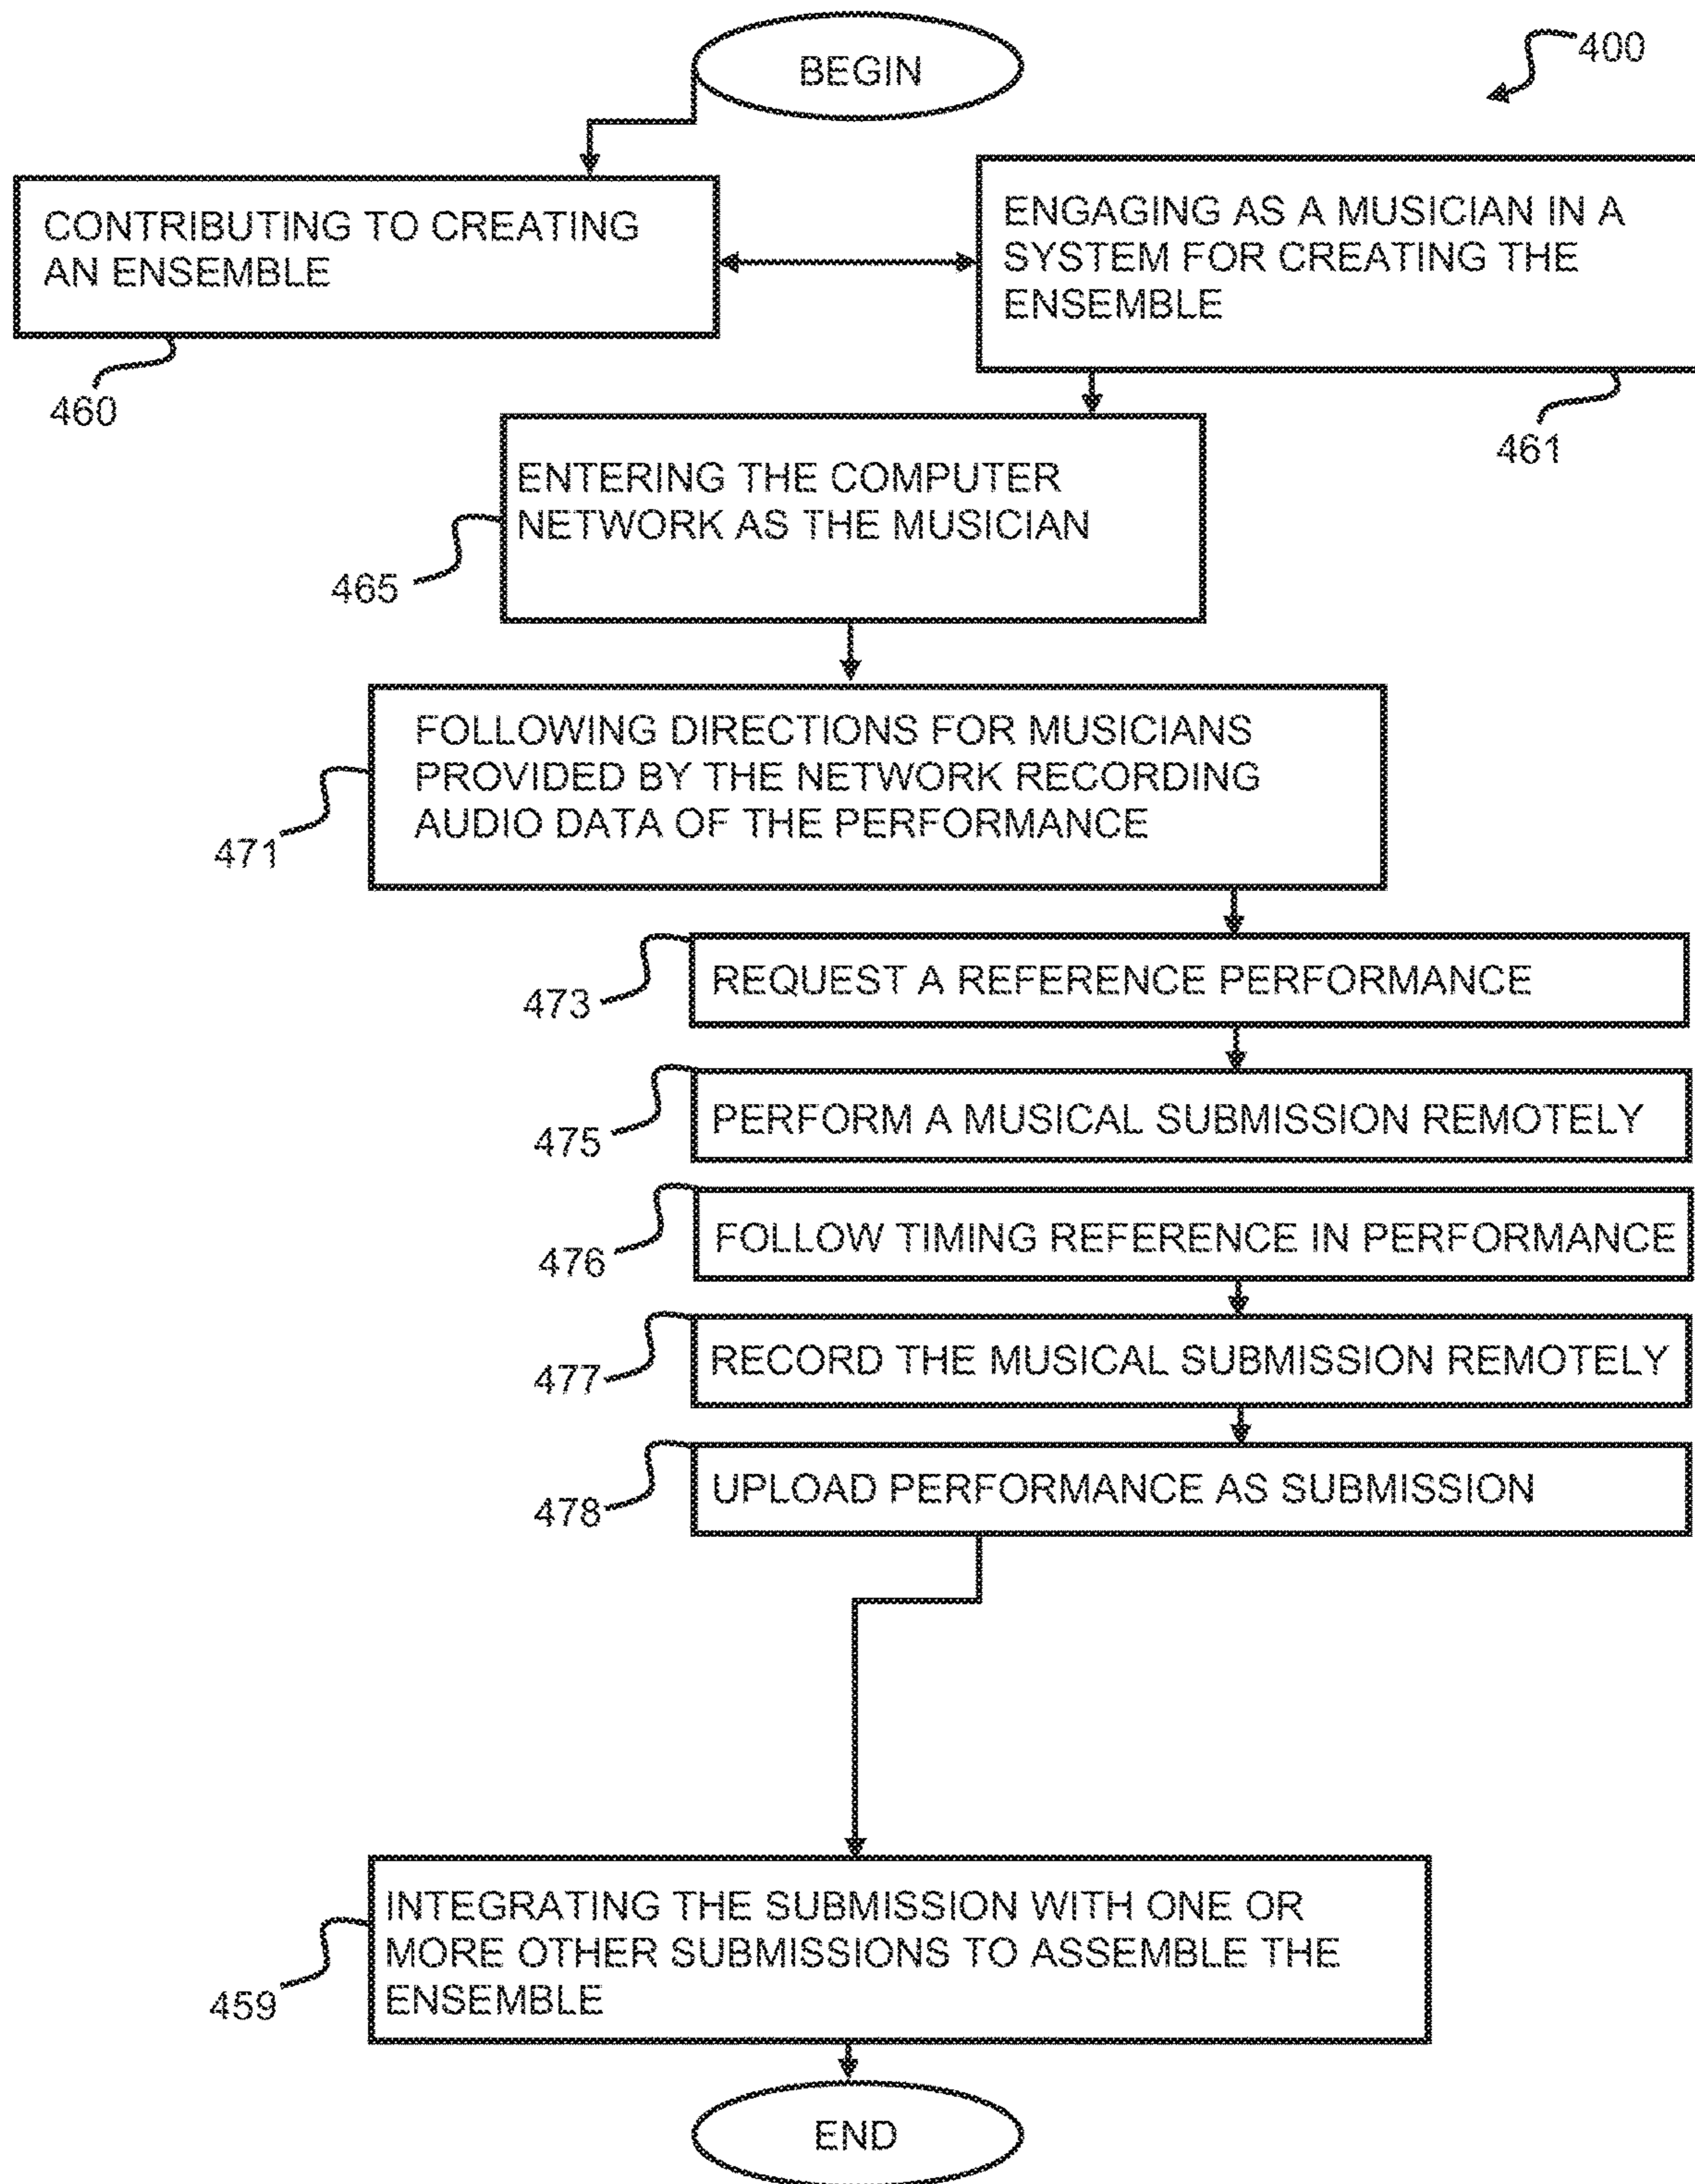 BEGIN
400
CONTRIBUTING TO CREATING
AN ENSEMBLE
460
ENGAGING AS A MUSICIAN IN A
SYSTEM FOR CREATING THE
ENSEMBLE
461
ENTERING THE COMPUTER
NETWORK AS THE MUSICIAN
465
FOLLOWING DIRECTIONS FOR MUSICIANS
PROVIDED BY THE NETWORK RECORDING
AUDIO DATA OF THE PERFORMANCE
471
REQUEST A REFERENCE PERFORMANCE
473
PERFORM A MUSICAL SUBMISSION REMOTELY
475
FOLLOW TIMING REFERENCE IN PERFORMANCE
476
RECORD THE MUSICAL SUBMISSION REMOTELY
477
UPLOAD PERFORMANCE AS SUBMISSION
478
INTEGRATING THE SUBMISSION WITH ONE OR
MORE OTHER SUBMISSIONS TO ASSEMBLE THE
ENSEMBLE
459
END